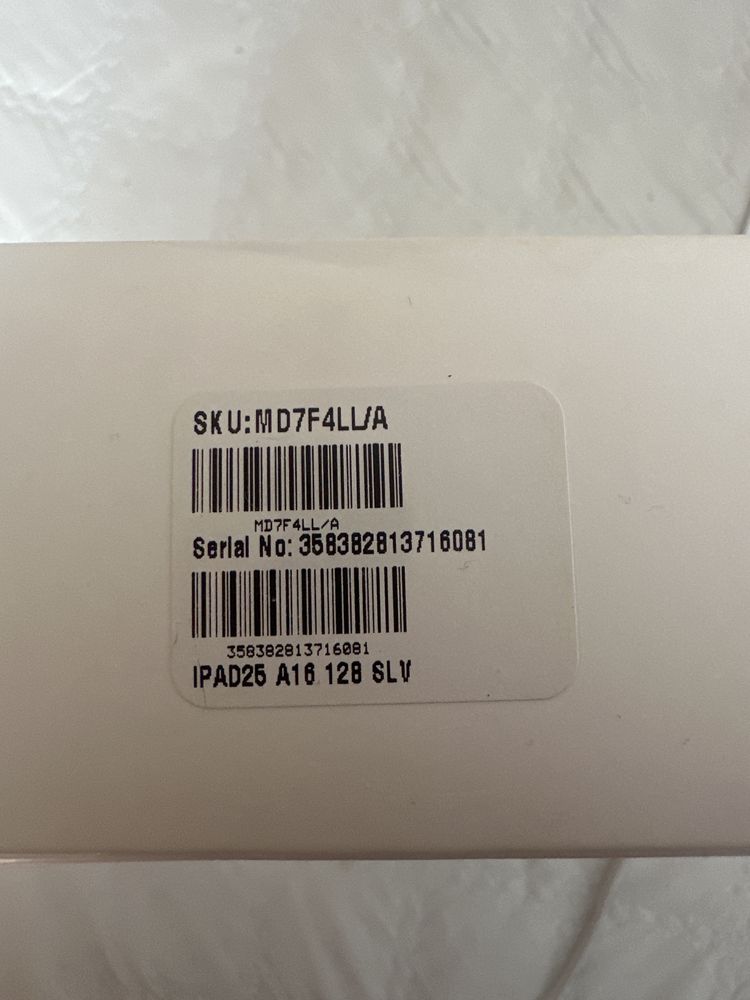 SKU:MD7F4LL/A
MD7F4LL/A
Serial No: 358382813716081
358382813716081
IPAD25 A16 128 SLV